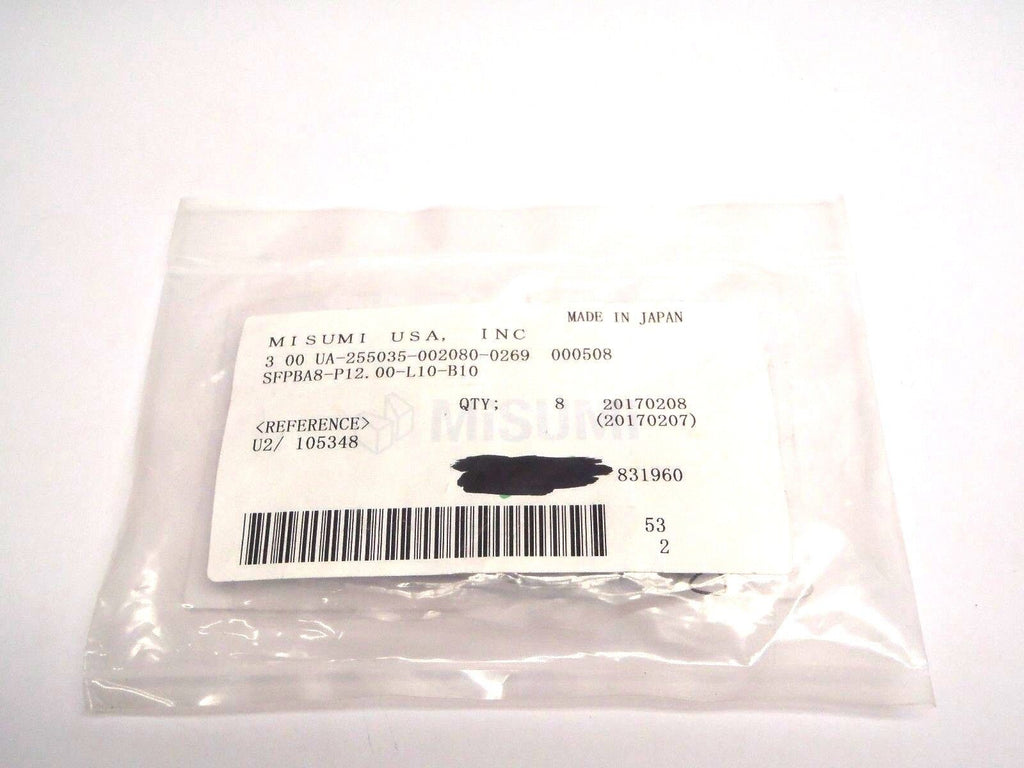 MADE IN JAPAN
MISUMI USA, INC
3 00 UA-255035-002080-0269 000508
SFPBA8-P12.00-L10-B10
QTY; 8 20170208
<REFERENCE> (20170207)
MISUMI
U2/ 105348
831960
53
2